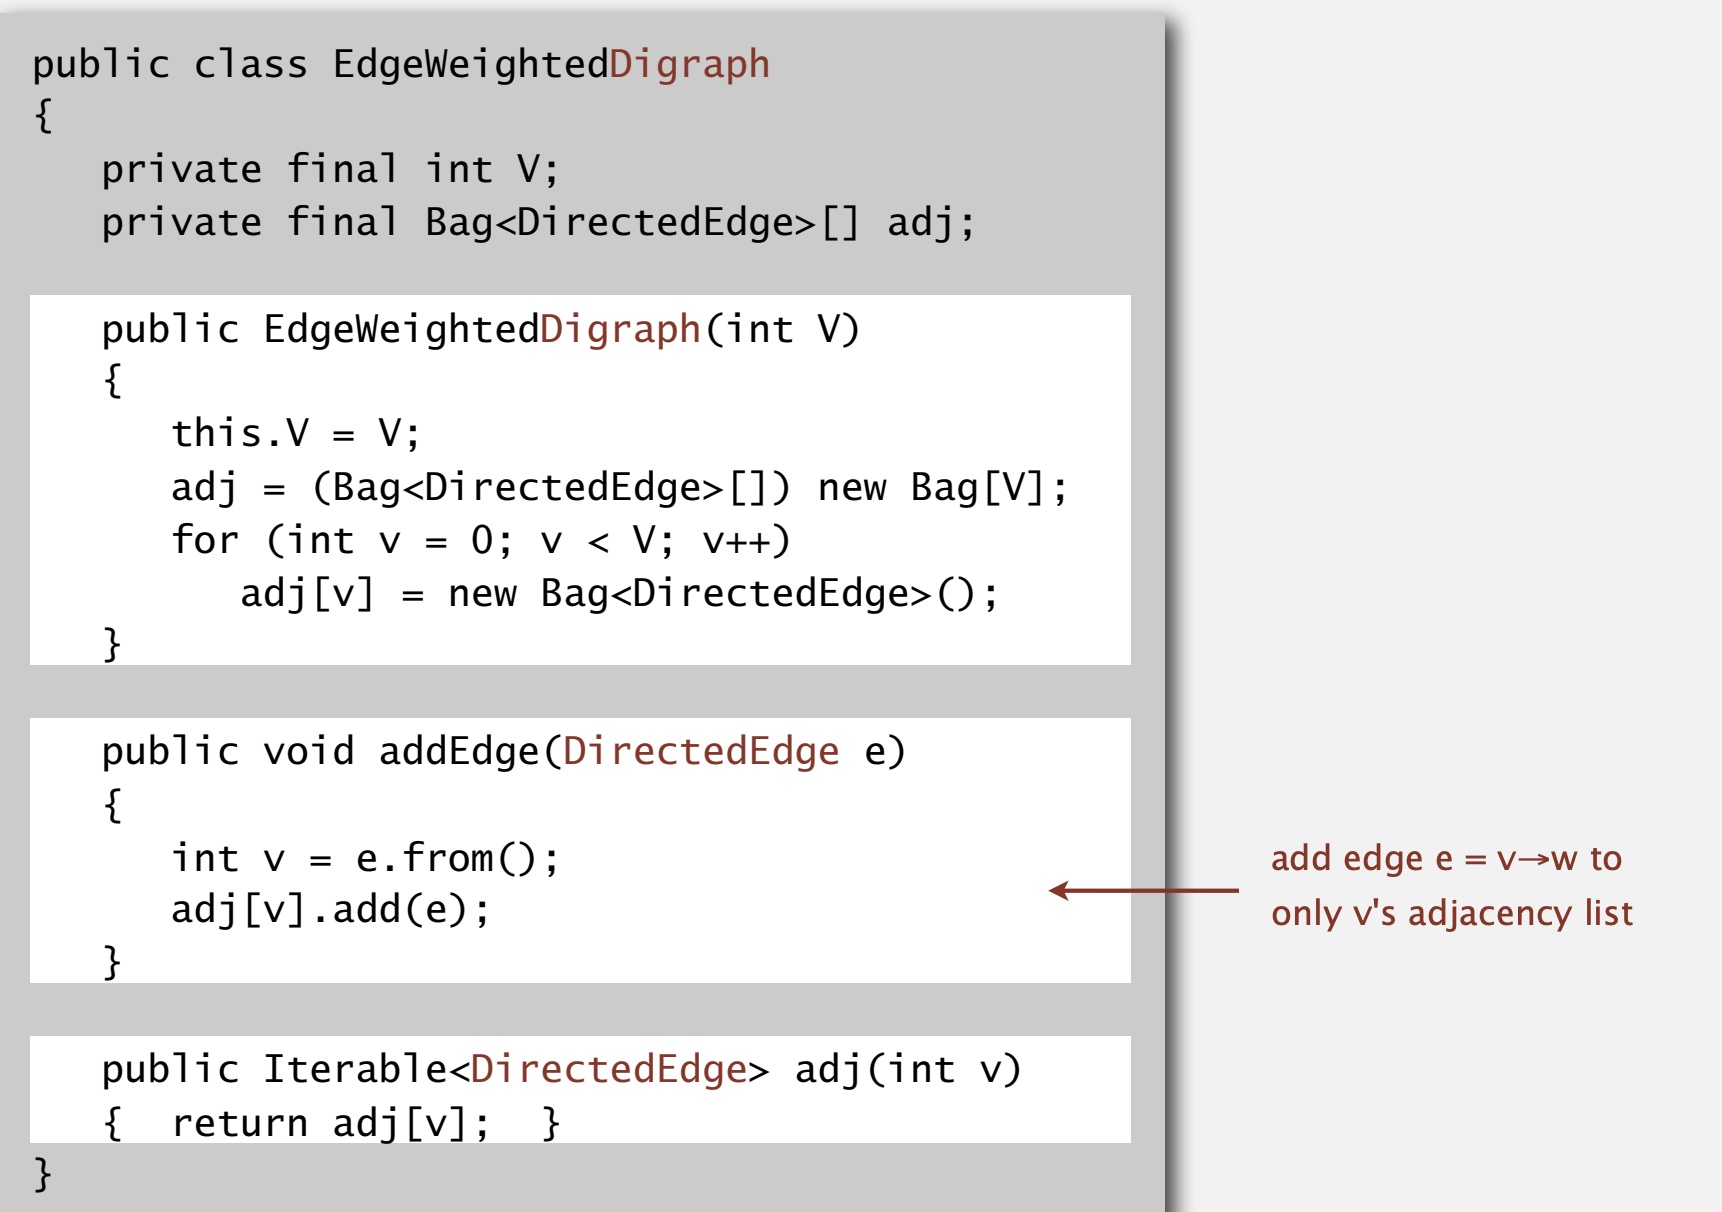 public class EdgeWeightedDigraph
{
   private final int V;
   private final Bag<DirectedEdge>[] adj;
   public EdgeWeightedDigraph(int V)
   {
      this.V = V;
      adj = (Bag<DirectedEdge>[]) new Bag[V];
      for (int v = 0; v < V; v++)
         adj[v] = new Bag<DirectedEdge>();
   }
   public void addEdge(DirectedEdge e)
   {
      int v = e.from();
      adj[v].add(e);
   }
   public Iterable<DirectedEdge> adj(int v)
   {  return adj[v];  }
}
add edge e = v→w to
only v's adjacency list